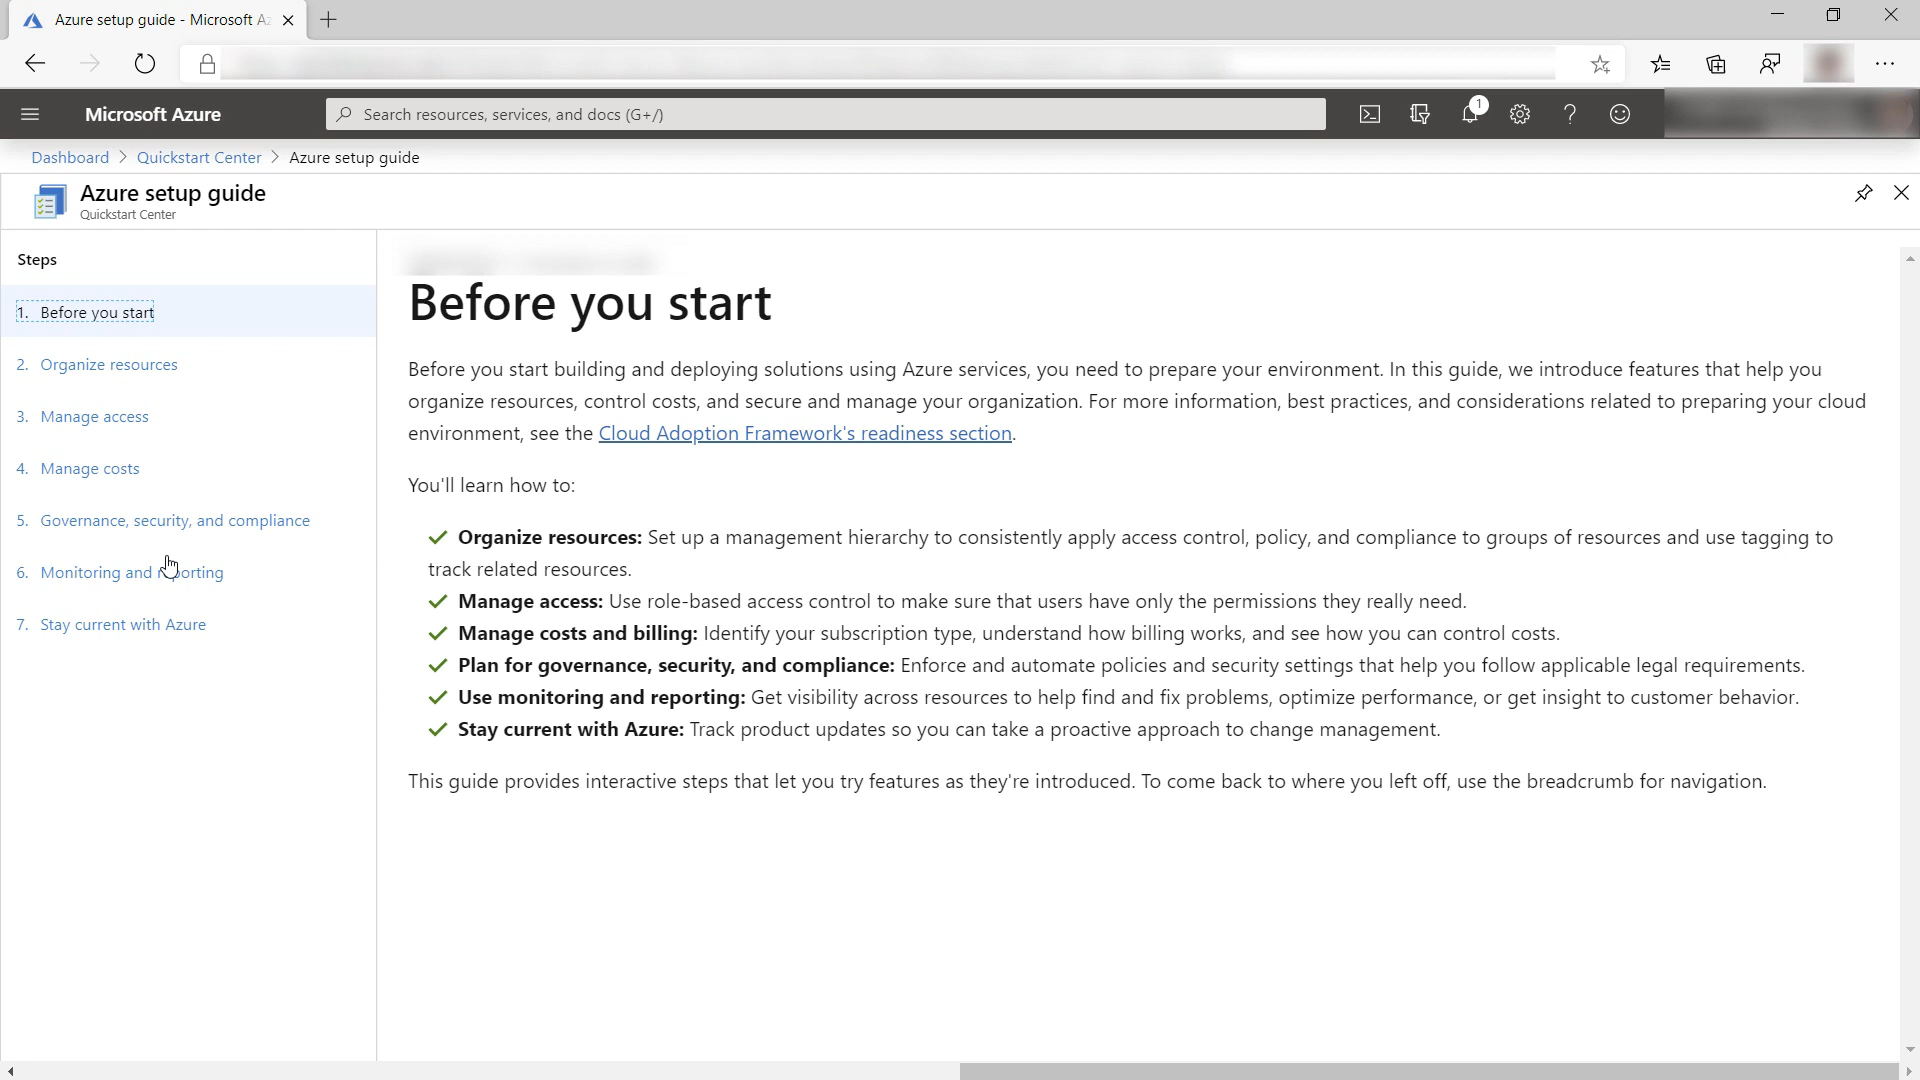 Azure setup guide - Microsoft Az
Microsoft Azure
Search resources, services, and docs (G+/)
1
Dashboard > Quickstart Center > Azure setup guide
Azure setup guide
Quickstart Center
Steps
1. Before you start
2. Organize resources
3. Manage access
4. Manage costs
5. Governance, security, and compliance
6. Monitoring and reporting
7. Stay current with Azure
Before you start
Before you start building and deploying solutions using Azure services, you need to prepare your environment. In this guide, we introduce features that help you
organize resources, control costs, and secure and manage your organization. For more information, best practices, and considerations related to preparing your cloud
environment, see the Cloud Adoption Framework's readiness section.
You'll learn how to:
✓ Organize resources: Set up a management hierarchy to consistently apply access control, policy, and compliance to groups of resources and use tagging to
track related resources.
✓ Manage access: Use role-based access control to make sure that users have only the permissions they really need.
✓ Manage costs and billing: Identify your subscription type, understand how billing works, and see how you can control costs.
✓ Plan for governance, security, and compliance: Enforce and automate policies and security settings that help you follow applicable legal requirements.
✓ Use monitoring and reporting: Get visibility across resources to help find and fix problems, optimize performance, or get insight to customer behavior.
✓ Stay current with Azure: Track product updates so you can take a proactive approach to change management.
This guide provides interactive steps that let you try features as they're introduced. To come back to where you left off, use the breadcrumb for navigation.